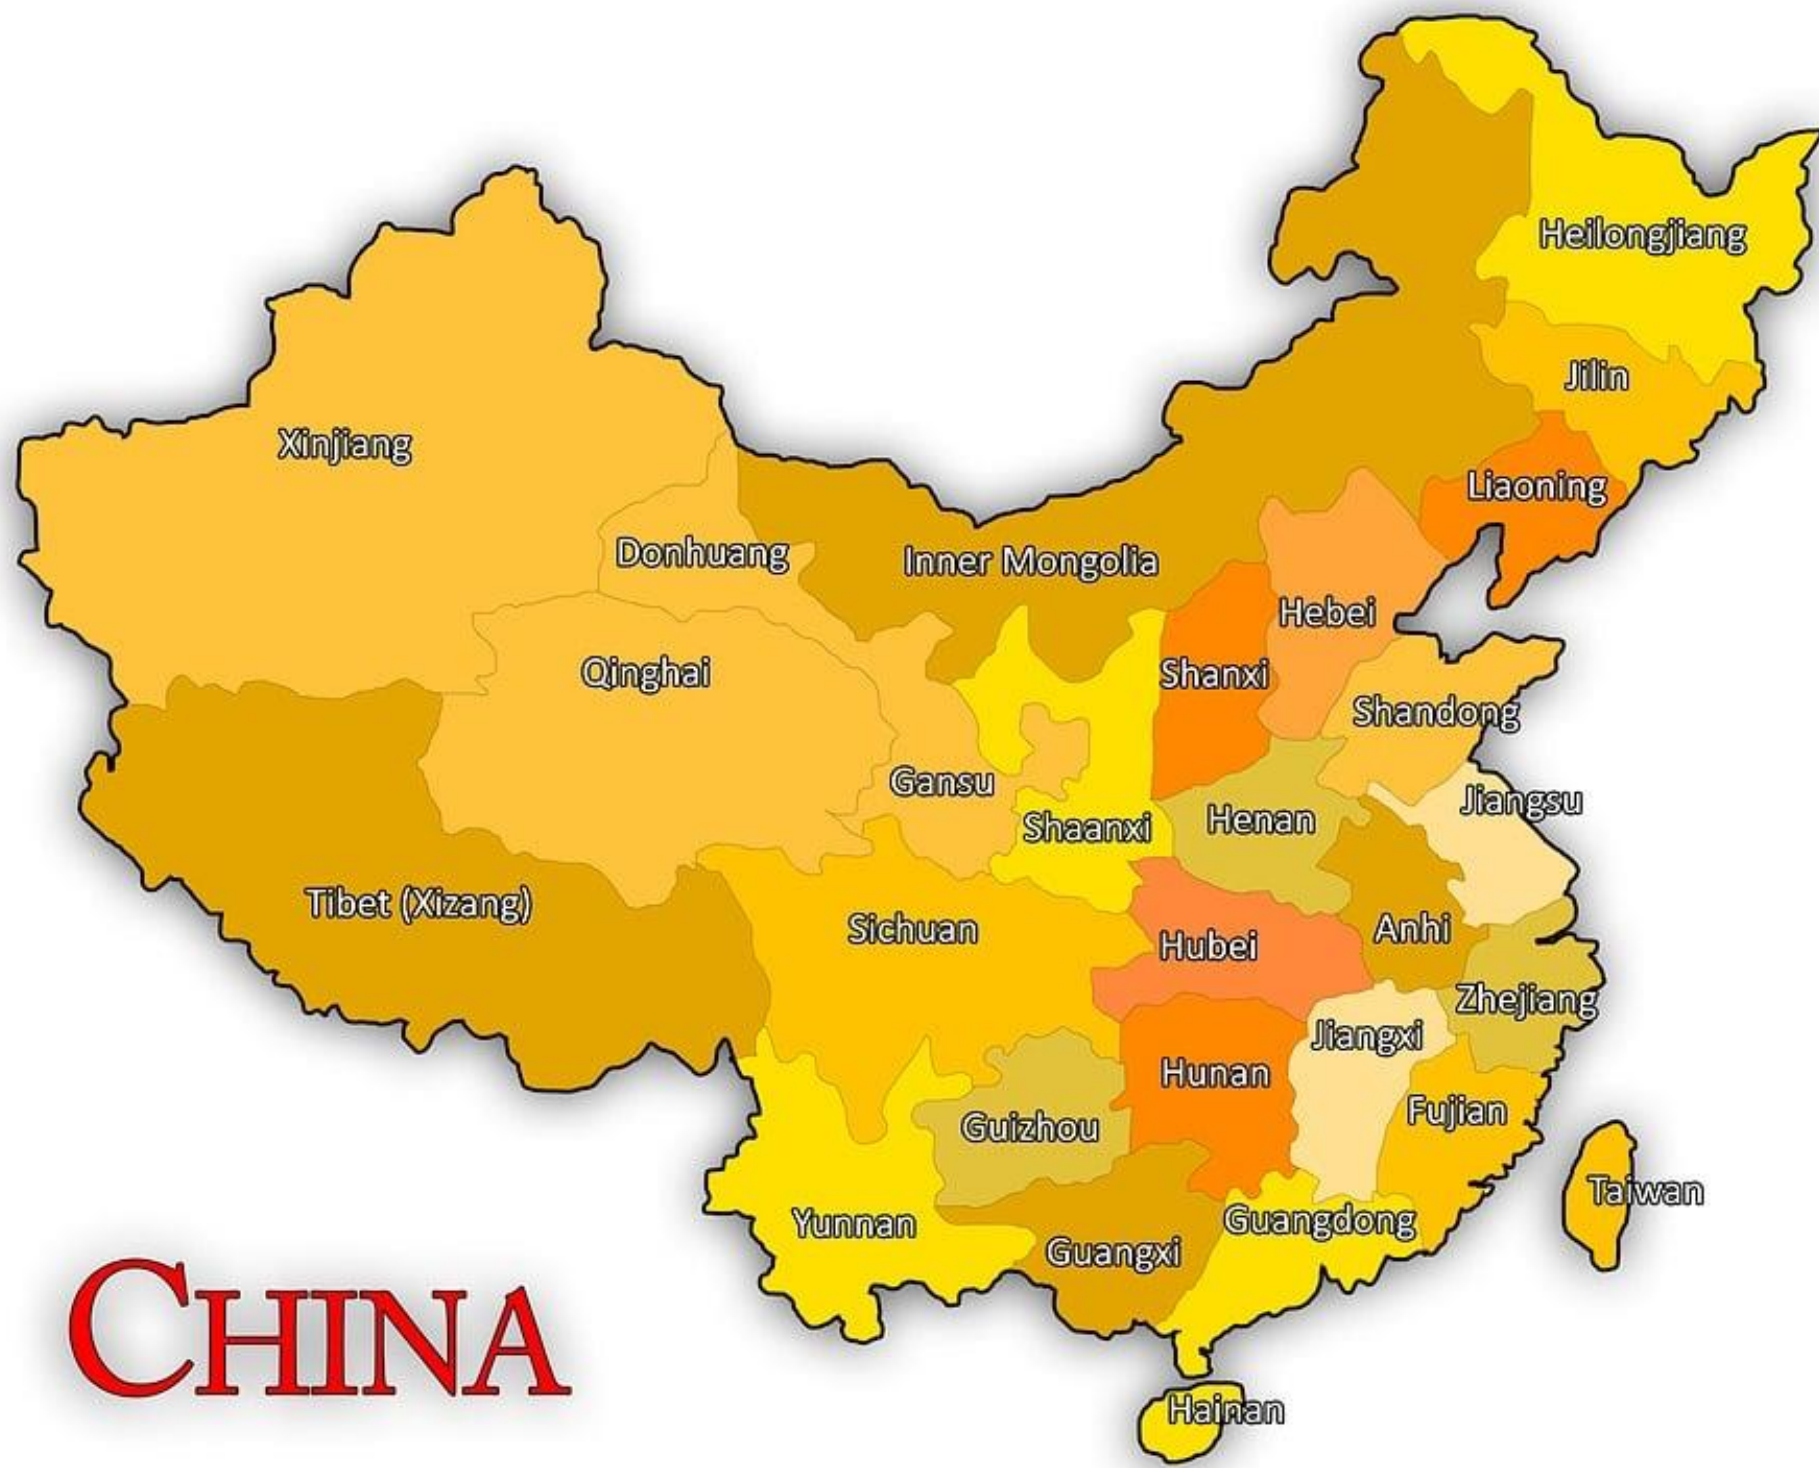 Heilongjiang
Jilin
Xinjiang
Liaoning
Donhuang
Inner Mongolia
Hebei
Qinghai
Shanxi
Shandong
Gansu
Jiangsu
Shaanxi
Henan
Tibet (Xizang)
Sichuan
Anhi
Hubei
Zhejiang
Jiangxi
Hunan
Fujian
Guizhou
Taiwan
Yunnan
Guangdong
Guangxi
CHINA
Hainan